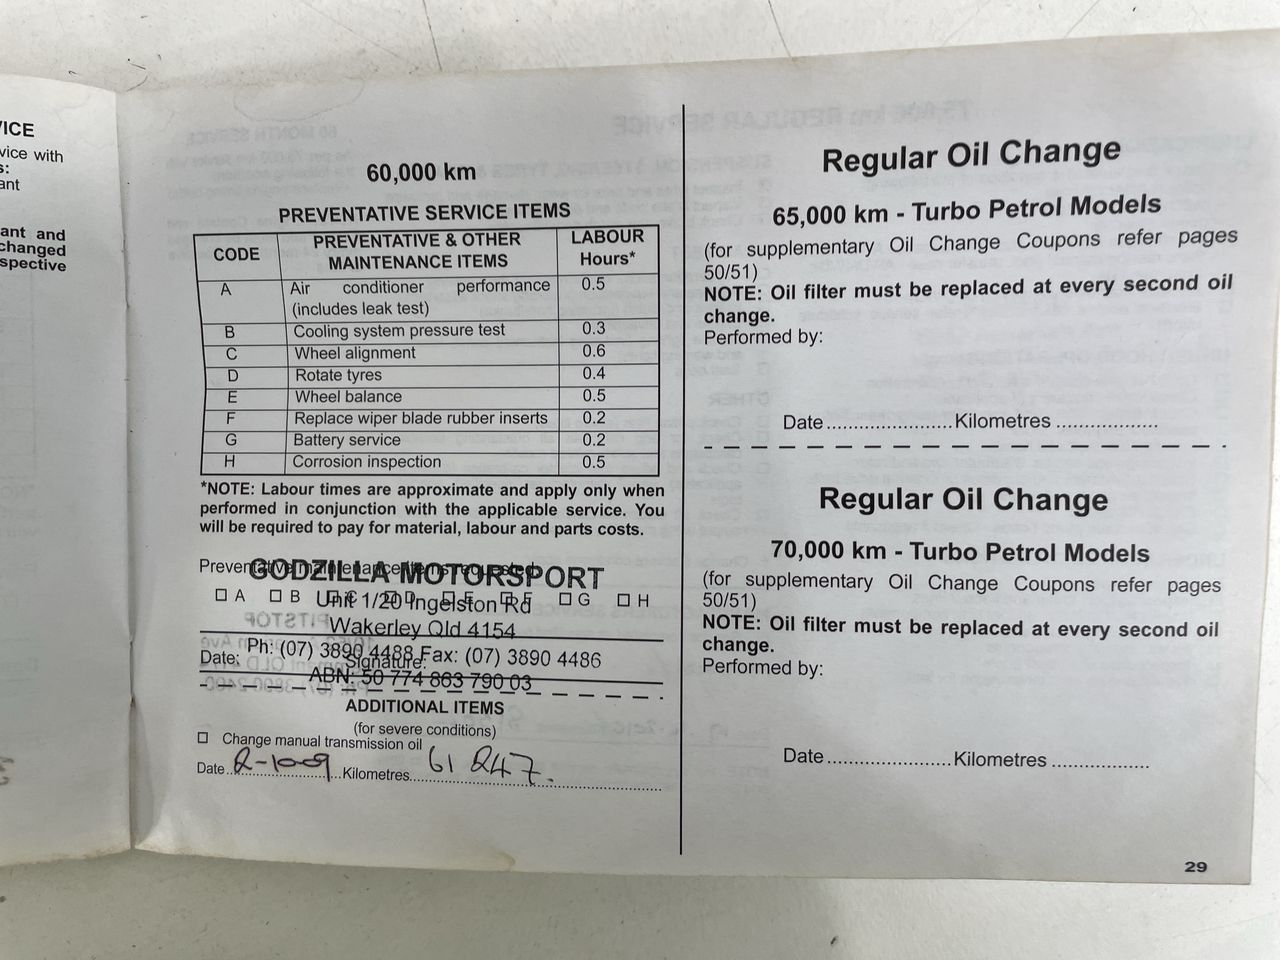 VICE
vice with
s:
ant
ant and
changed
spective
60,000 km
PREVENTATIVE SERVICE ITEMS
CODE PREVENTATIVE & OTHER MAINTENANCE ITEMS LABOUR Hours*
A Air conditioner performance (includes leak test) 0.5
B Cooling system pressure test 0.3
C Wheel alignment 0.6
D Rotate tyres 0.4
E Wheel balance 0.5
F Replace wiper blade rubber inserts 0.2
G Battery service 0.2
H Corrosion inspection 0.5
*NOTE: Labour times are approximate and apply only when
performed in conjunction with the applicable service. You
will be required to pay for material, labour and parts costs.
Preventative maintenance items requested:
GODZILLA MOTORSPORT
A B C D E F G H
Unit 1/20 Ingelston Rd
Wakerley Qld 4154
Ph: (07) 3890 4488 Fax: (07) 3890 4486
Date: Signature:
ABN: 50 774 863 790 03
ADDITIONAL ITEMS
(for severe conditions)
Change manual transmission oil
Date 2-10-09 Kilometres 61 247.
Regular Oil Change
65,000 km - Turbo Petrol Models
(for supplementary Oil Change Coupons refer pages
50/51)
NOTE: Oil filter must be replaced at every second oil
change.
Performed by:
Date ...................... Kilometres ..................
Regular Oil Change
70,000 km - Turbo Petrol Models
(for supplementary Oil Change Coupons refer pages
50/51)
NOTE: Oil filter must be replaced at every second oil
change.
Performed by:
Date ...................... Kilometres ..................
29